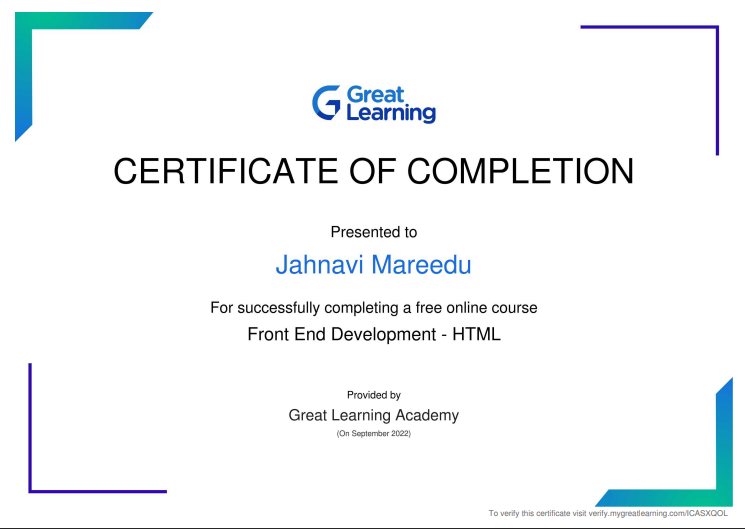 Great
Learning
CERTIFICATE OF COMPLETION
Presented to
Jahnavi Mareedu
For successfully completing a free online course
Front End Development - HTML
Provided by
Great Learning Academy
(On September 2022)
To verify this certificate visit verify.mygreatlearning.com/ICASXQOL